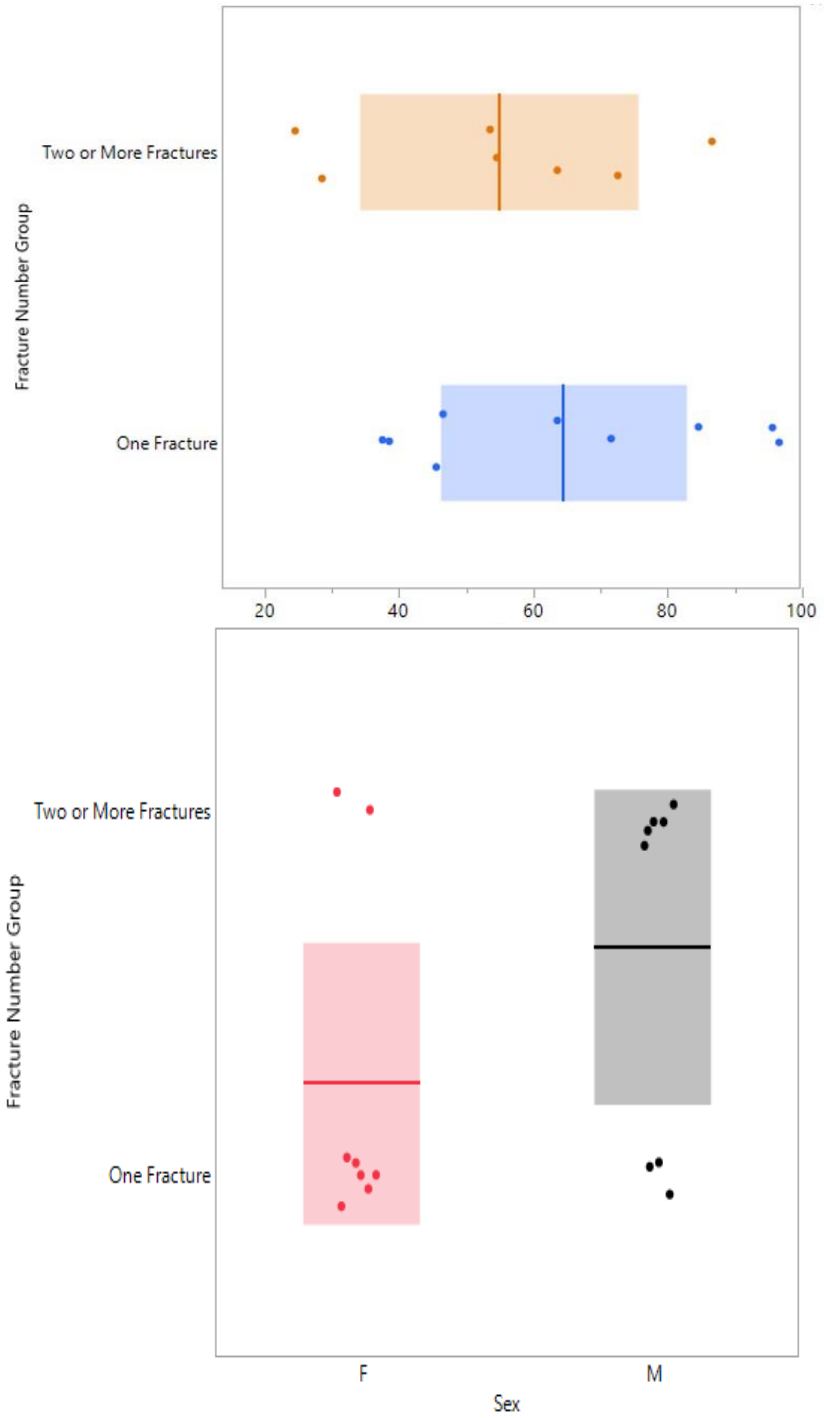 Two or More Fractures
Fracture Number Group
One Fracture
20 40 60 80 100
Two or More Fractures
Fracture Number Group
One Fracture
F M
Sex